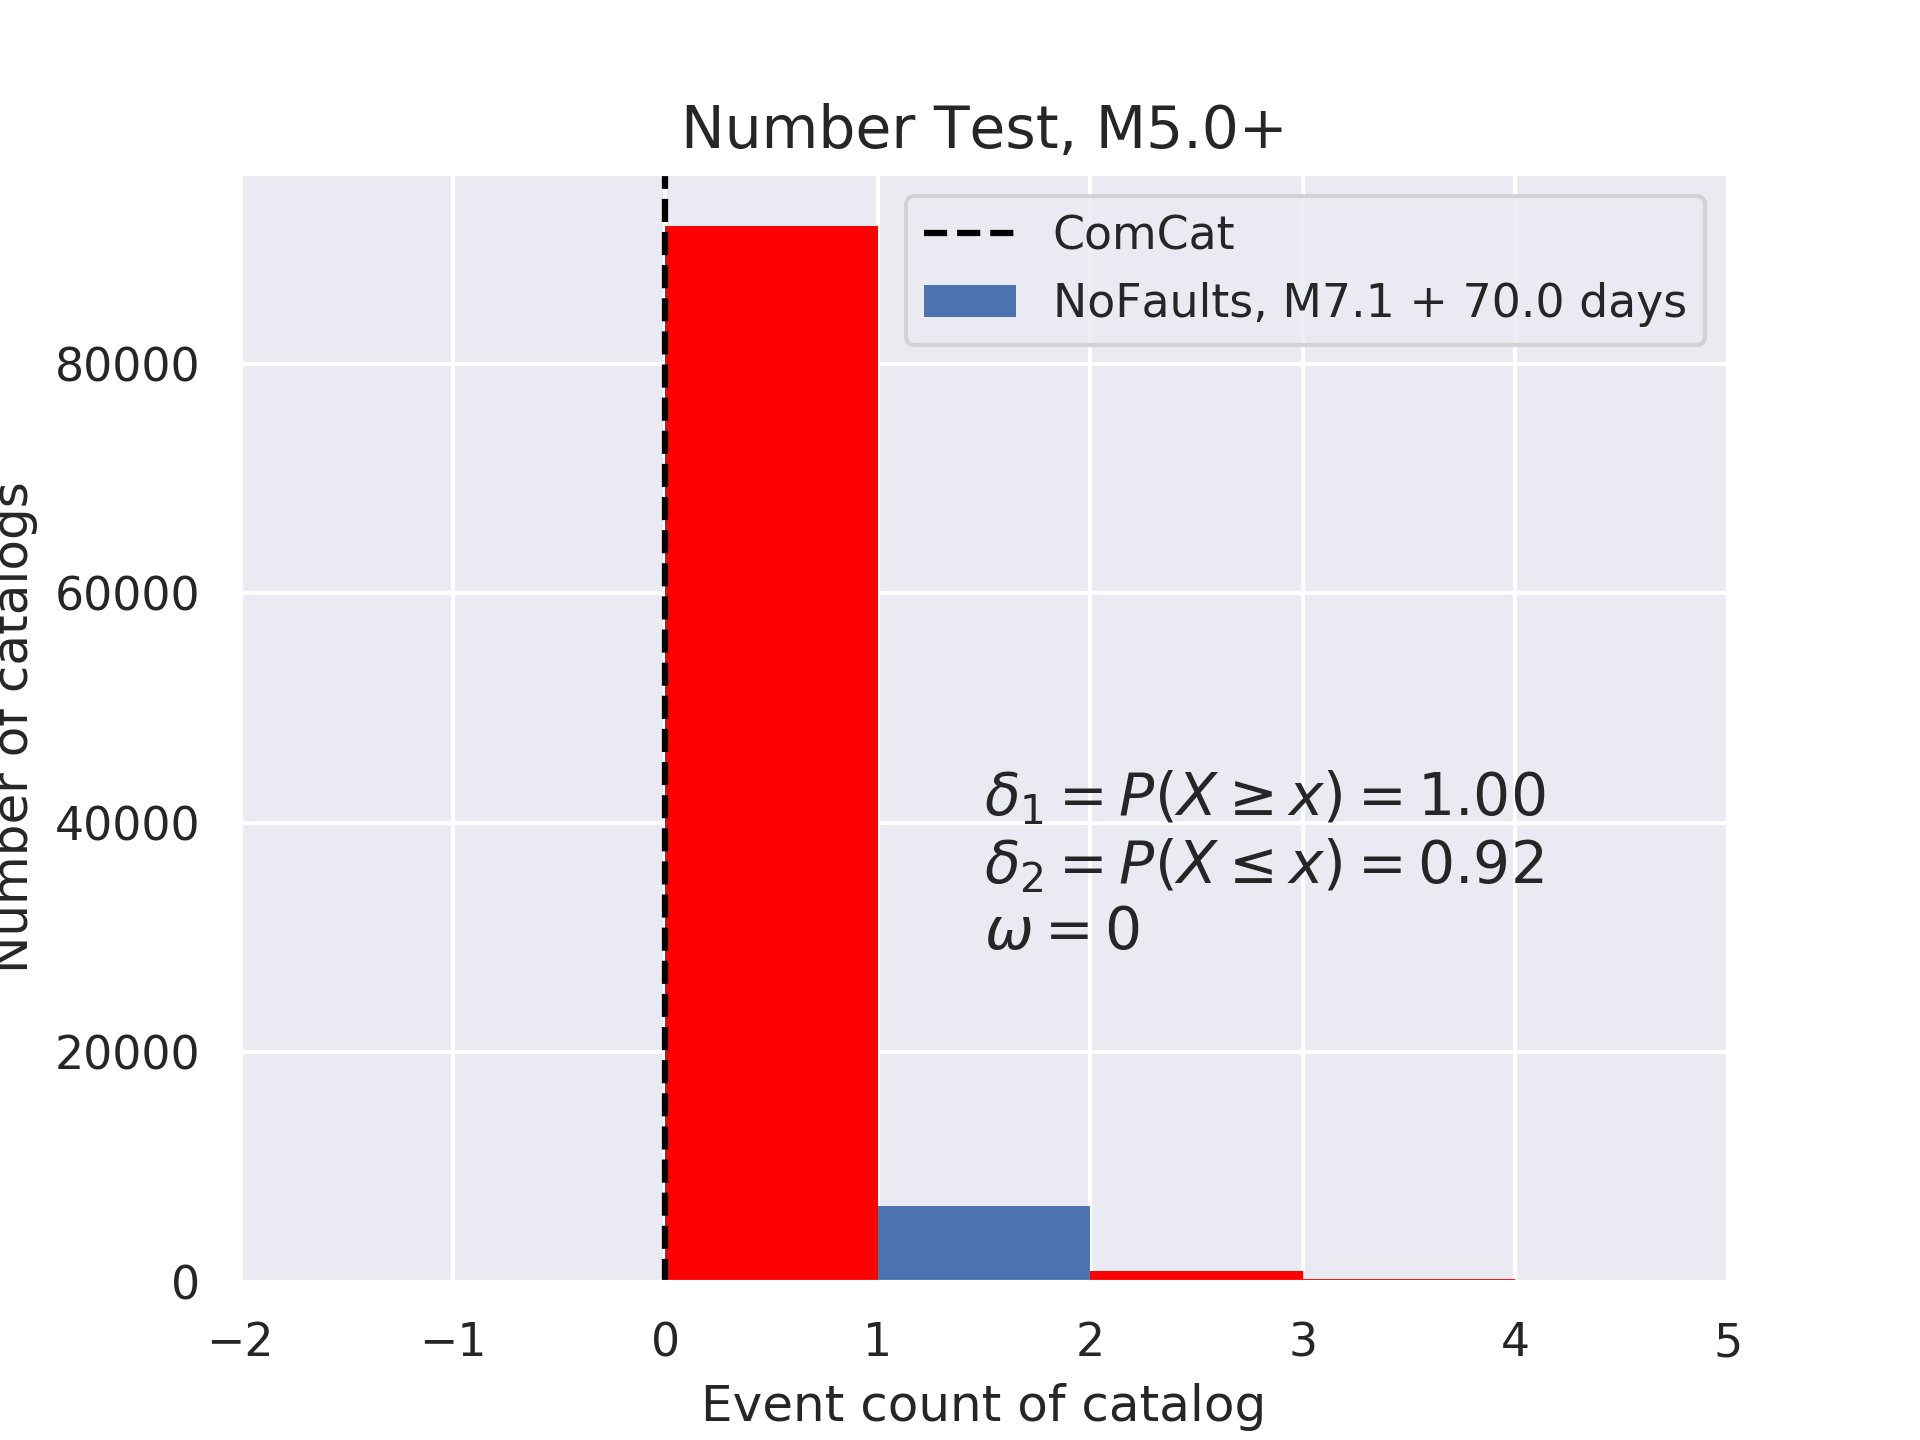 Number Test, M5.0+
ComCat
NoFaults, M7.1 + 70.0 days
80000
60000
40000
20000
0
Number of catalogs
δ₁ = P(X ≥ x) = 1.00
δ₂ = P(X ≤ x) = 0.92
ω = 0
−2 −1 0 1 2 3 4 5
Event count of catalog